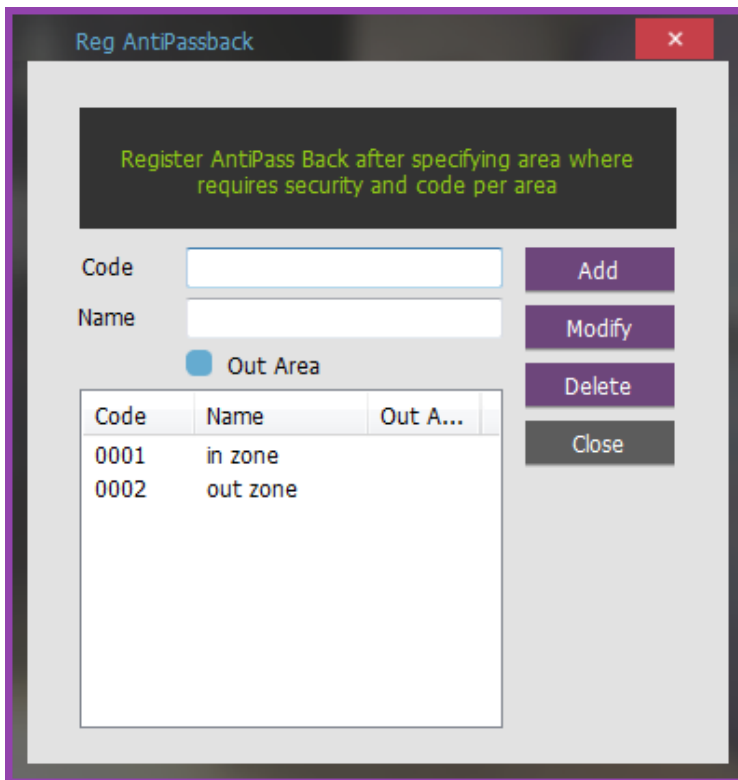 Reg AntiPassback
Register AntiPass Back after specifying area where
requires security and code per area
Code
Add
Name
Modify
Out Area
Delete
Close
Code Name Out A...
0001 in zone
0002 out zone